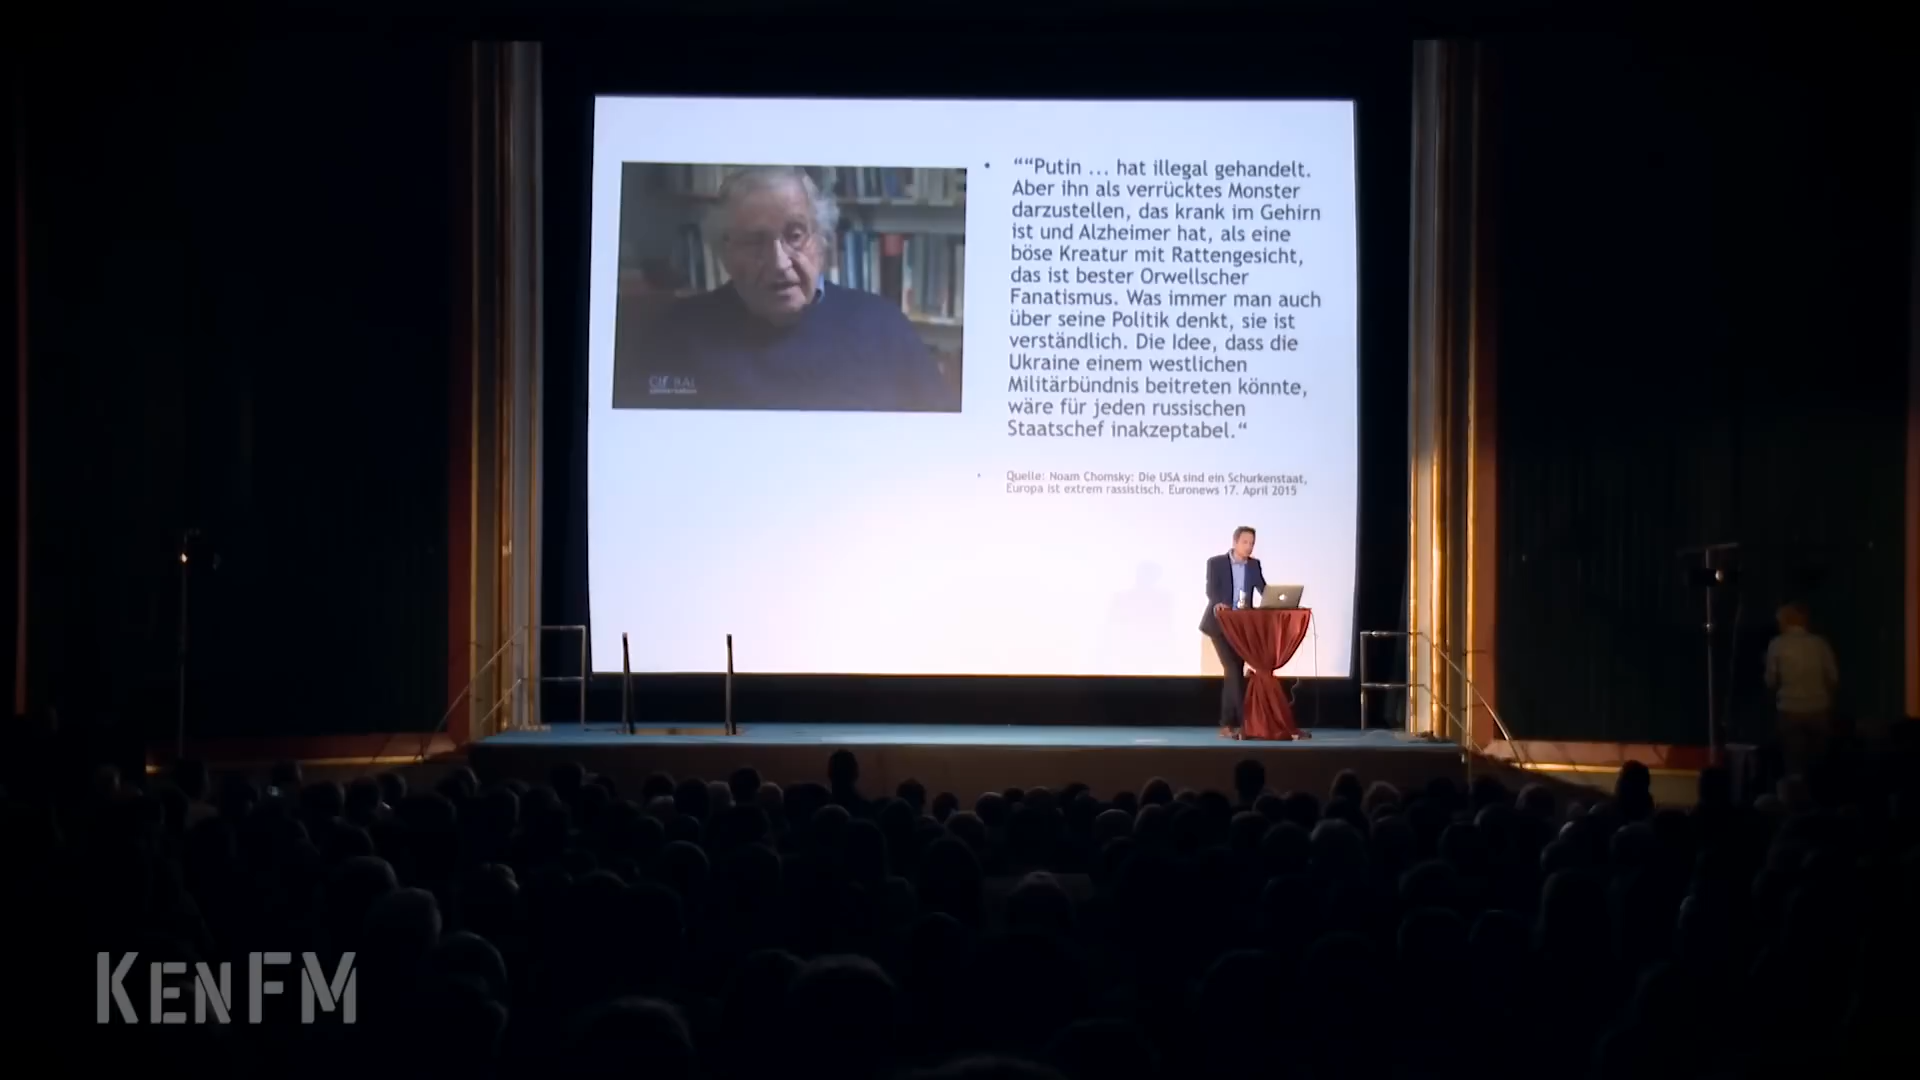 • ““Putin ... hat illegal gehandelt.
Aber ihn als verrücktes Monster
darzustellen, das krank im Gehirn
ist und Alzheimer hat, als eine
böse Kreatur mit Rattengesicht,
das ist bester Orwellscher
Fanatismus. Was immer man auch
über seine Politik denkt, sie ist
verständlich. Die Idee, dass die
Ukraine einem westlichen
Militärbündnis beitreten könnte,
wäre für jeden russischen
Staatschef inakzeptabel.“
• Quelle: Noam Chomsky: Die USA sind ein Schurkenstaat,
Europa ist extrem rassistisch. Euronews 17. April 2015
KenFM